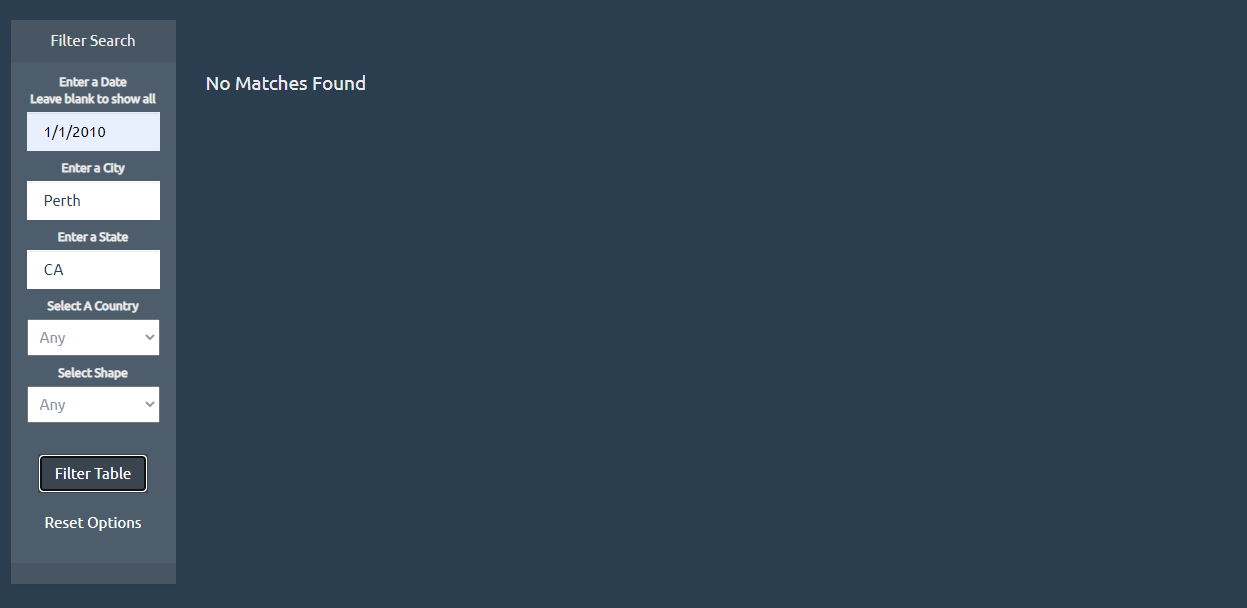 Filter Search
No Matches Found
Enter a Date
Leave blank to show all
1/1/2010
Enter a City
Perth
Enter a State
CA
Select A Country
Any
Select Shape
Any
Filter Table
Reset Options